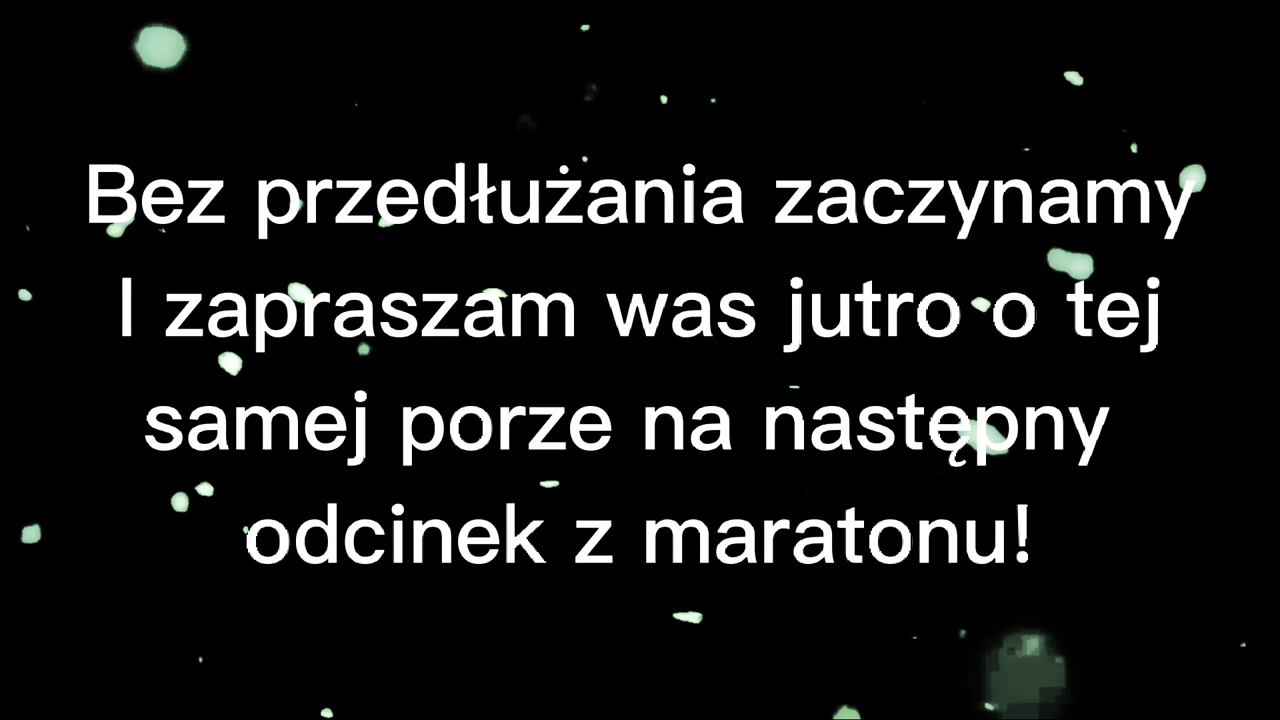 Bez przedłużania zaczynamy
I zapraszam was jutro o tej
samej porze na następny
odcinek z maratonu!